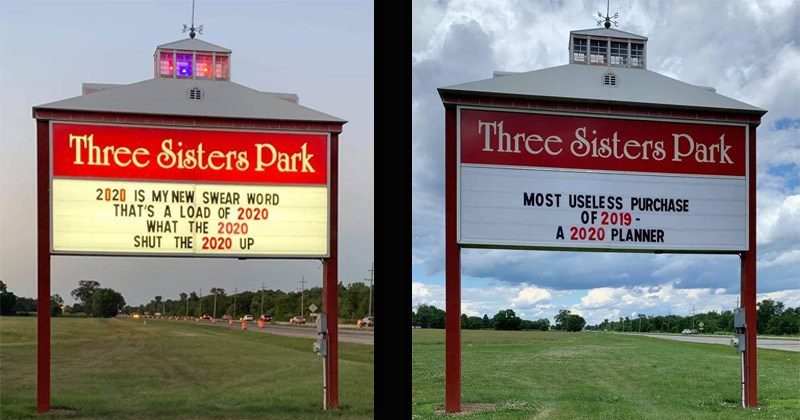 Three Sisters Park
2020 IS MY NEW SWEAR WORD
THAT'S A LOAD OF 2020
WHAT THE 2020
SHUT THE 2020 UP
Three Sisters Park
MOST USELESS PURCHASE
OF 2019 -
A 2020 PLANNER